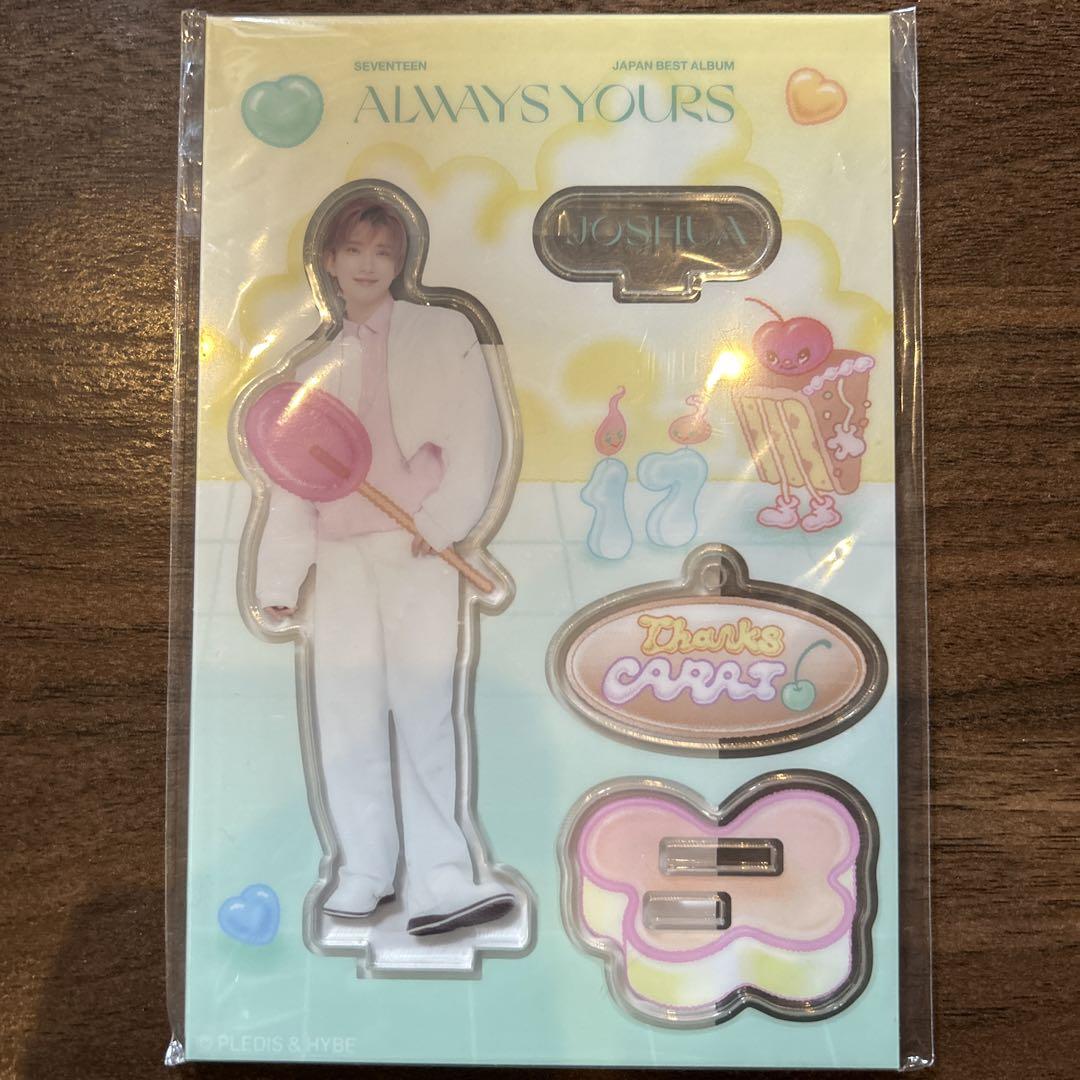 SEVENTEEN JAPAN BEST ALBUM
ALWAYS YOURS
JOSHUA
17
Thanks
CARAT
© PLEDIS & HYBE